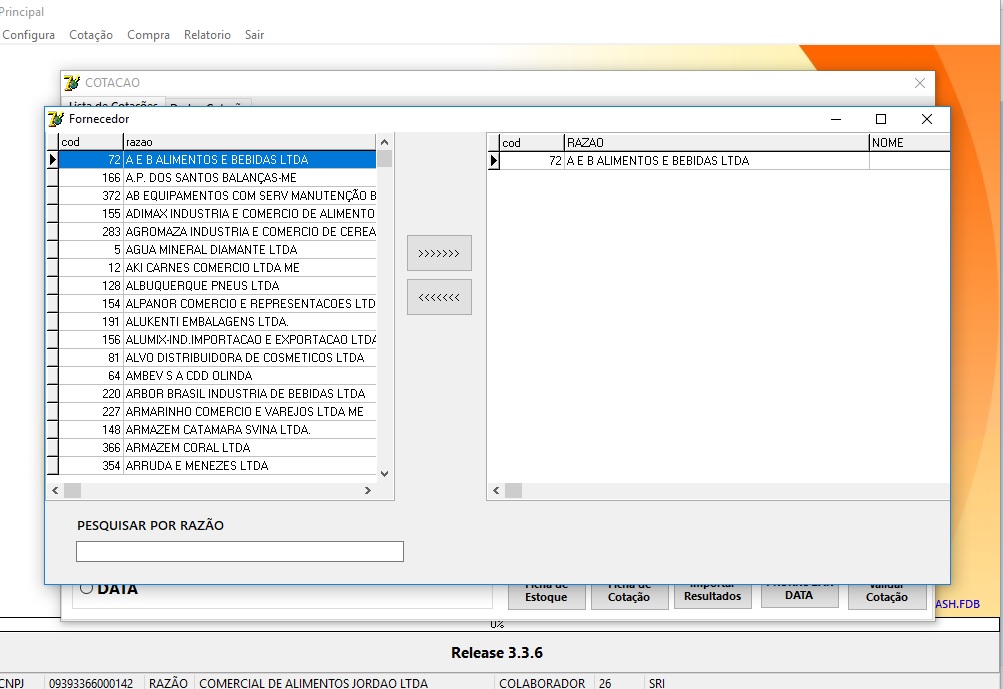 Principal
Configura Cotação Compra Relatorio Sair
COTACAO
Lista de Cotações
Fornecedor
cod razao
72 A E B ALIMENTOS E BEBIDAS LTDA
166 A.P. DOS SANTOS BALANÇAS-ME
372 AB EQUIPAMENTOS COM SERV MANUTENÇÃO B
155 ADIMAX INDUSTRIA E COMERCIO DE ALIMENTO
283 AGROMAZA INDUSTRIA E COMERCIO DE CEREA
5 AGUA MINERAL DIAMANTE LTDA
12 AKI CARNES COMERCIO LTDA ME
128 ALBUQUERQUE PNEUS LTDA
154 ALPANOR COMERCIO E REPRESENTACOES LTD
191 ALUKENTI EMBALAGENS LTDA.
156 ALUMIX-IND.IMPORTACAO E EXPORTACAO LTDA
81 ALVO DISTRIBUIDORA DE COSMETICOS LTDA
64 AMBEV S A CDD OLINDA
220 ARBOR BRASIL INDUSTRIA DE BEBIDAS LTDA
227 ARMARINHO COMERCIO E VAREJOS LTDA ME
148 ARMAZEM CATAMARA SVINA LTDA.
366 ARMAZEM CORAL LTDA
354 ARRUDA E MENEZES LTDA
>>>>>>>
<<<<<<<
cod RAZAO NOME
72 A E B ALIMENTOS E BEBIDAS LTDA
PESQUISAR POR RAZÃO
DATA
Ficha de Estoque
Ficha de Cotação
Importar Resultados
DATA
Validar Cotação
ASH.FDB
0%
Release 3.3.6
CNPJ 09393366000142 RAZÃO COMERCIAL DE ALIMENTOS JORDAO LTDA COLABORADOR 26 SRI